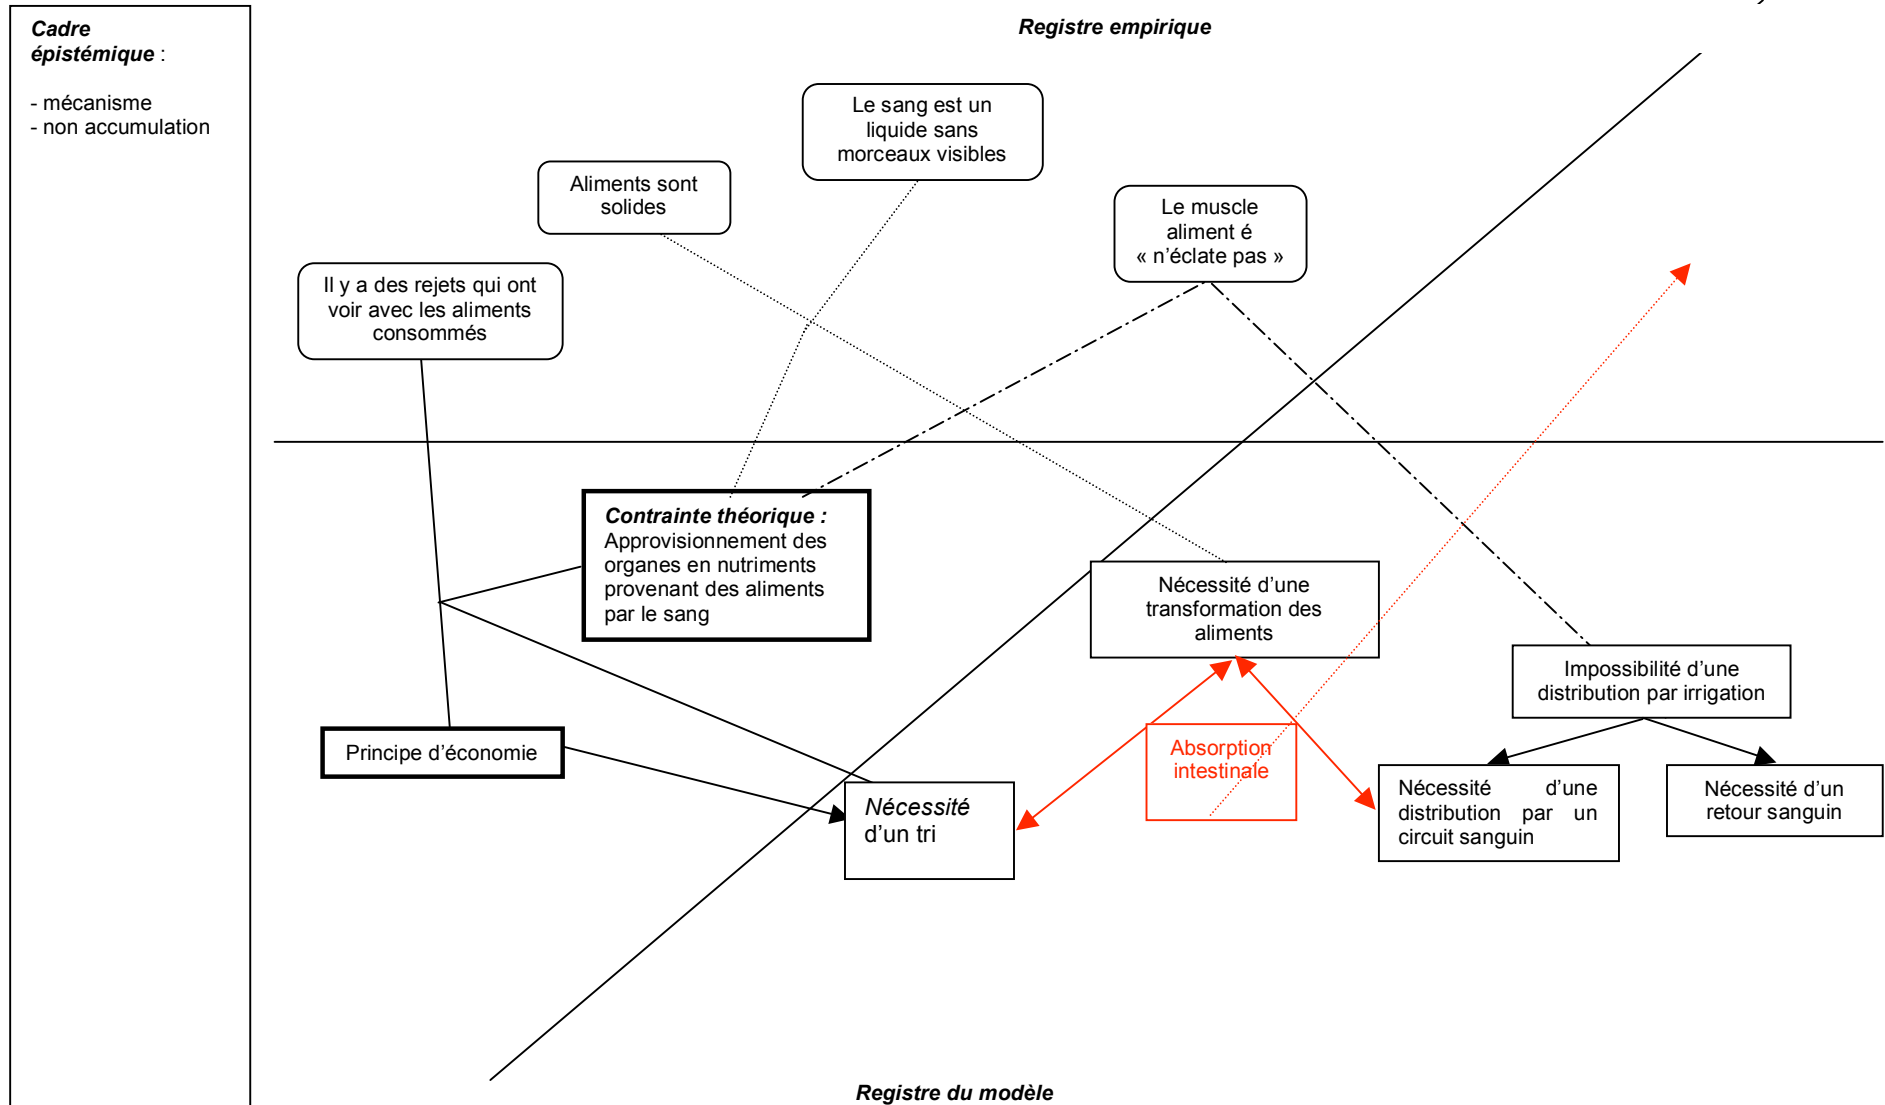 Cadre
épistémique :
- mécanisme
- non accumulation
Registre empirique
Le sang est un
liquide sans
morceaux visibles
Aliments sont
solides
Le muscle
aliment é
« n’éclate pas »
Il y a des rejets qui ont
voir avec les aliments
consommés
Contrainte théorique :
Approvisionnement des
organes en nutriments
provenant des aliments
par le sang
Nécessité d’une
transformation des
aliments
Impossibilité d’une
distribution par irrigation
Principe d’économie
Absorption
intestinale
Nécessité
d’un tri
Nécessité d’une
distribution par un
circuit sanguin
Nécessité d’un
retour sanguin
Registre du modèle